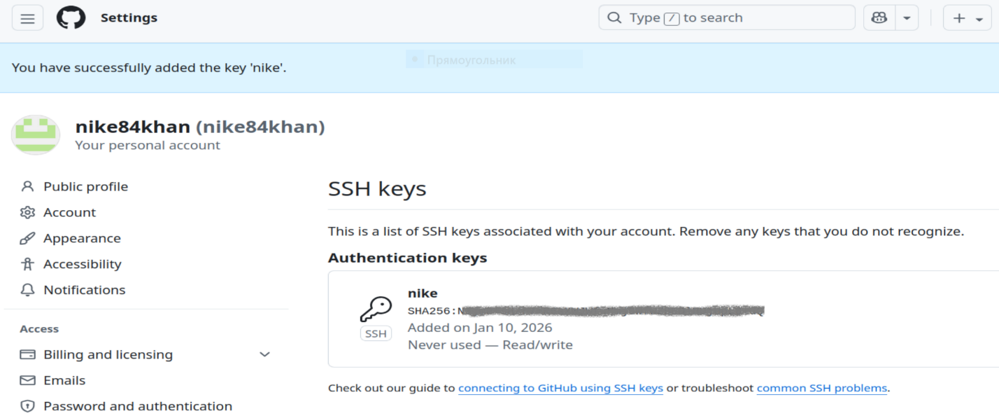 Settings
Type / to search
Прямоугольник
You have successfully added the key 'nike'.
nike84khan (nike84khan)
Your personal account
Public profile
Account
Appearance
Accessibility
Notifications
Access
Billing and licensing
Emails
Password and authentication
SSH keys
This is a list of SSH keys associated with your account. Remove any keys that you do not recognize.
Authentication keys
nike
SHA256:
SSH
Added on Jan 10, 2026
Never used — Read/write
Check out our guide to connecting to GitHub using SSH keys or troubleshoot common SSH problems.